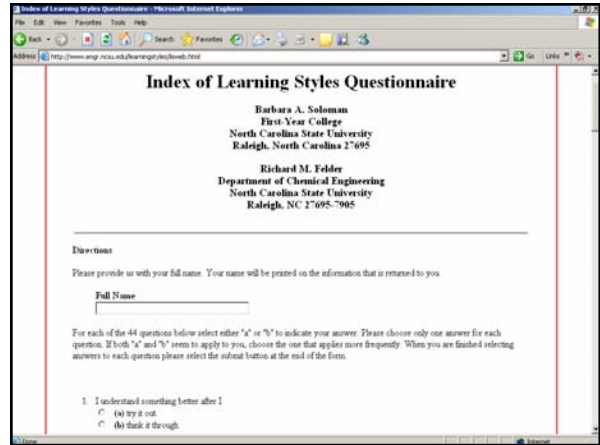 Index of Learning Styles Questionnaire - Microsoft Internet Explorer
File Edit View Favorites Tools Help
Back Search Favorites
Address http://www.engr.ncsu.edu/learningstyles/ilsweb.html Go Links
Index of Learning Styles Questionnaire
Barbara A. Soloman
First-Year College
North Carolina State University
Raleigh, North Carolina 27695
Richard M. Felder
Department of Chemical Engineering
North Carolina State University
Raleigh, NC 27695-7905
Directions
Please provide us with your full name. Your name will be printed on the information that is returned to you.
Full Name
For each of the 44 questions below select either "a" or "b" to indicate your answer. Please choose only one answer for each
question. If both "a" and "b" seem to apply to you, choose the one that applies more frequently. When you are finished selecting
answers to each question please select the submit button at the end of the form.
1. I understand something better after I
(a) try it out.
(b) think it through.
Done Internet